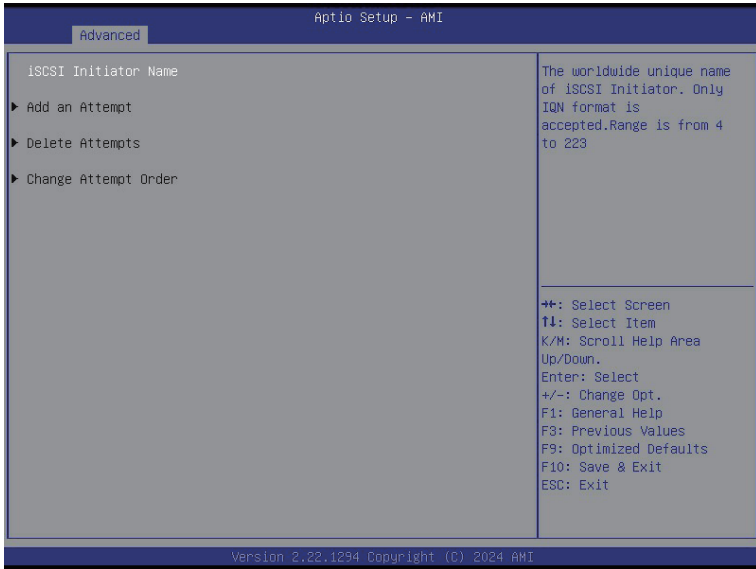 Aptio Setup – AMI
Advanced
iSCSI Initiator Name
▶ Add an Attempt
▶ Delete Attempts
▶ Change Attempt Order
The worldwide unique name
of iSCSI Initiator. Only
IQN format is
accepted.Range is from 4
to 223
→←: Select Screen
↑↓: Select Item
K/M: Scroll Help Area
Up/Down.
Enter: Select
+/-: Change Opt.
F1: General Help
F3: Previous Values
F9: Optimized Defaults
F10: Save & Exit
ESC: Exit
Version 2.22.1294 Copyright (C) 2024 AMI